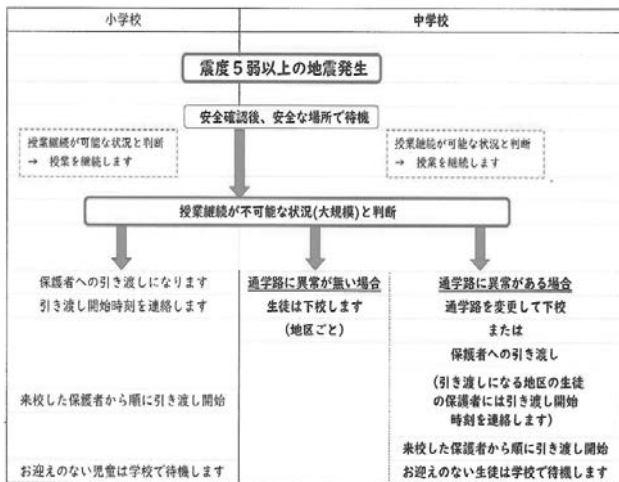 小学校
中学校
震度5弱以上の地震発生
安全確認後、安全な場所で待機
授業継続が可能な状況と判断
→ 授業を継続します
授業継続が可能な状況と判断
→ 授業を継続します
授業継続が不可能な状況(大規模)と判断
保護者への引き渡しになります
引き渡し開始時刻を連絡します
来校した保護者から順に引き渡し開始
お迎えのない児童は学校で待機します
通学路に異常が無い場合
生徒は下校します
(地区ごと)
通学路に異常がある場合
通学路を変更して下校
または
保護者への引き渡し
(引き渡しになる地区の生徒
の保護者には引き渡し開始
時刻を連絡します)
来校した保護者から順に引き渡し開始
お迎えのない生徒は学校で待機します